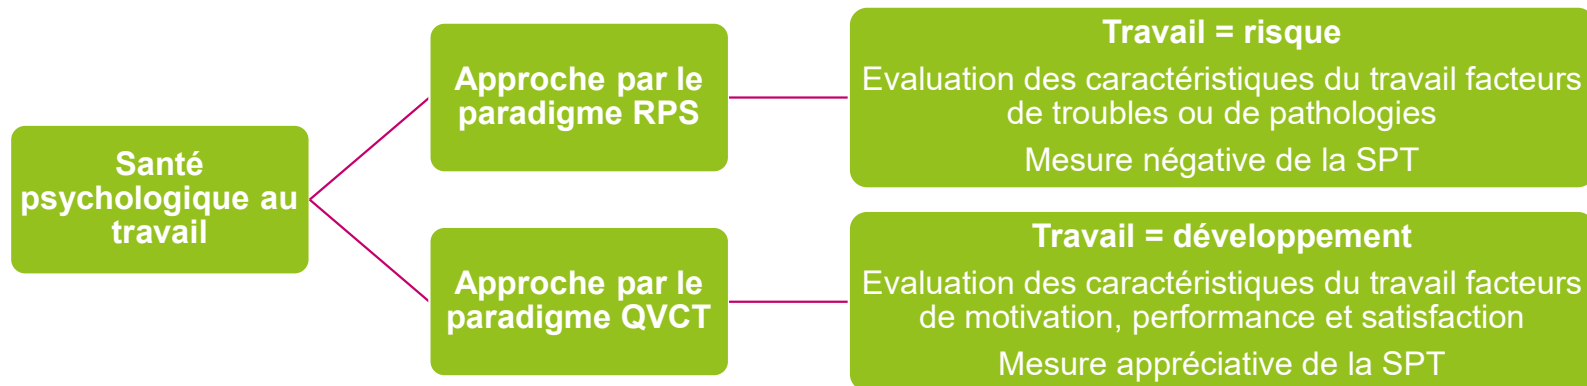 Santé
psychologique au
travail
Approche par le
paradigme RPS
Travail = risque
Evaluation des caractéristiques du travail facteurs
de troubles ou de pathologies
Mesure négative de la SPT
Approche par le
paradigme QVCT
Travail = développement
Evaluation des caractéristiques du travail facteurs
de motivation, performance et satisfaction
Mesure appréciative de la SPT